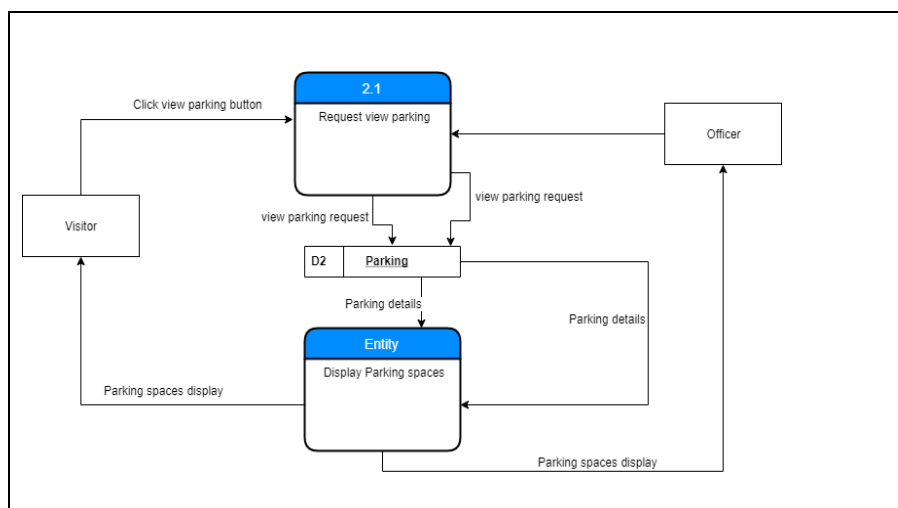 2.1
Click view parking button
Request view parking
Officer
view parking request
view parking request
Visitor
D2 Parking
Parking details
Parking details
Entity
Display Parking spaces
Parking spaces display
Parking spaces display